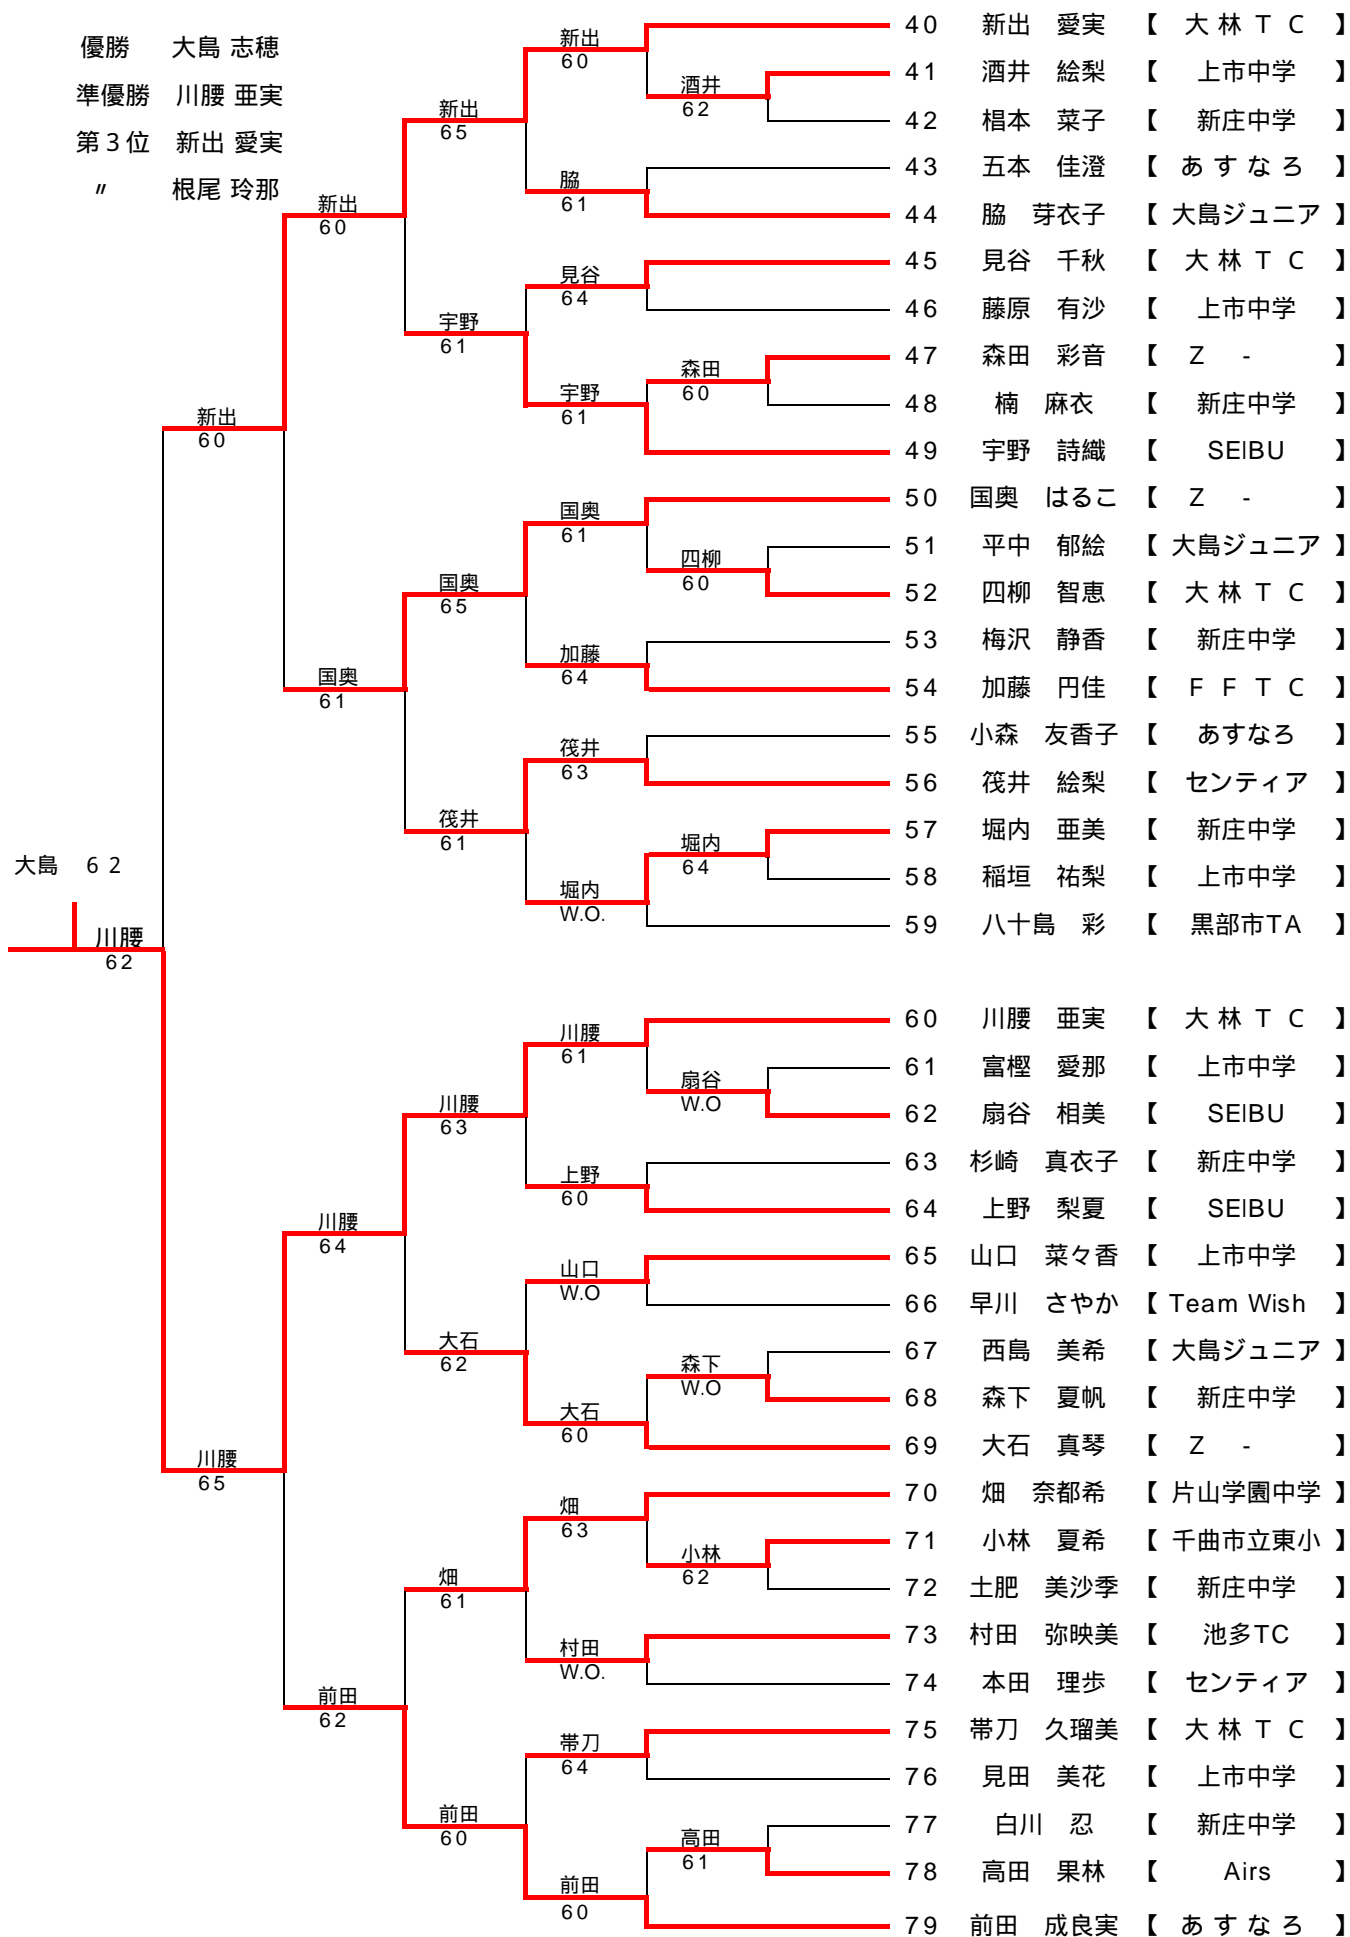 優勝 大島 志穂
準優勝 川腰 亜実
第３位 新出 愛実
〃 根尾 玲那
40 新出 愛実 【 大 林 Ｔ Ｃ 】
41 酒井 絵梨 【 上市中学 】
42 椙本 菜子 【 新庄中学 】
43 五本 佳澄 【 あ す な ろ 】
44 脇 芽衣子 【 大島ジュニア 】
45 見谷 千秋 【 大 林 Ｔ Ｃ 】
46 藤原 有沙 【 上市中学 】
47 森田 彩音 【 Z - 】
48 楠 麻衣 【 新庄中学 】
49 宇野 詩織 【 SEIBU 】
50 国奥 はるこ 【 Z - 】
51 平中 郁絵 【 大島ジュニア 】
52 四柳 智恵 【 大 林 Ｔ Ｃ 】
53 梅沢 静香 【 新庄中学 】
54 加藤 円佳 【 Ｆ Ｆ Ｔ Ｃ 】
55 小森 友香子 【 あすなろ 】
56 筏井 絵梨 【 センティア 】
57 堀内 亜美 【 新庄中学 】
58 稲垣 祐梨 【 上市中学 】
59 八十島 彩 【 黒部市TA 】
60 川腰 亜実 【 大 林 Ｔ Ｃ 】
61 富樫 愛那 【 上市中学 】
62 扇谷 相美 【 SEIBU 】
63 杉崎 真衣子 【 新庄中学 】
64 上野 梨夏 【 SEIBU 】
65 山口 菜々香 【 上市中学 】
66 早川 さやか 【 Team Wish 】
67 西島 美希 【 大島ジュニア 】
68 森下 夏帆 【 新庄中学 】
69 大石 真琴 【 Z - 】
70 畑 奈都希 【 片山学園中学 】
71 小林 夏希 【 千曲市立東小 】
72 土肥 美沙季 【 新庄中学 】
73 村田 弥映美 【 池多TC 】
74 本田 理歩 【 センティア 】
75 帯刀 久瑠美 【 大 林 Ｔ Ｃ 】
76 見田 美花 【 上市中学 】
77 白川 忍 【 新庄中学 】
78 高田 果林 【 Airs 】
79 前田 成良実 【 あ す な ろ 】
酒井
62
森田
60
四柳
60
堀内
64
扇谷
W.O
森下
W.O
小林
62
高田
61
新出
60
脇
61
見谷
64
宇野
61
国奥
61
加藤
64
筏井
63
堀内
W.O.
川腰
61
上野
60
山口
W.O
大石
60
畑
63
村田
W.O.
帯刀
64
前田
60
新出
65
宇野
61
国奥
65
筏井
61
川腰
63
大石
62
畑
61
前田
60
新出
60
国奥
61
川腰
64
前田
62
新出
60
川腰
65
川腰
62
大島 ６２